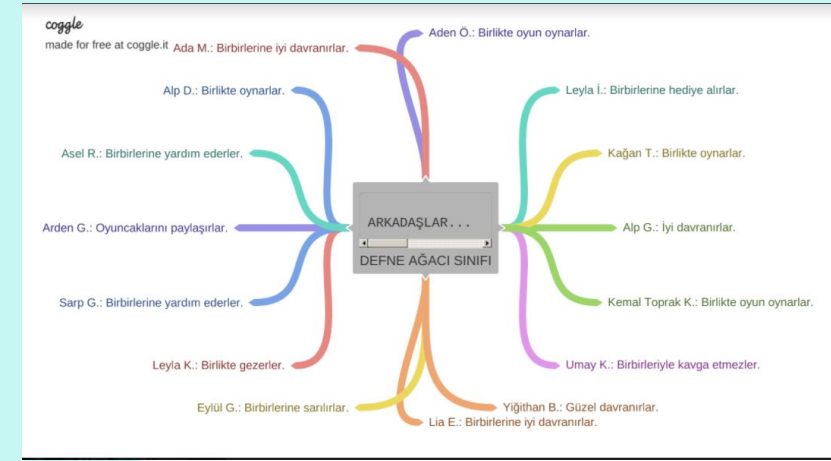 coggle
made for free at coggle.it
Ada M.: Birbirlerine iyi davranırlar.
Aden Ö.: Birlikte oyun oynarlar.
Alp D.: Birlikte oynarlar.
Leyla İ.: Birbirlerine hediye alırlar.
Asel R.: Birbirlerine yardım ederler.
Kağan T.: Birlikte oynarlar.
Arden G.: Oyuncaklarını paylaşırlar.
ARKADAŞLAR...
DEFNE AĞACI SINIFI
Alp G.: İyi davranırlar.
Sarp G.: Birbirlerine yardım ederler.
Kemal Toprak K.: Birlikte oyun oynarlar.
Leyla K.: Birlikte gezerler.
Umay K.: Birbirleriyle kavga etmezler.
Eylül G.: Birbirlerine sarılırlar.
Yiğithan B.: Güzel davranırlar.
Lia E.: Birbirlerine iyi davranırlar.